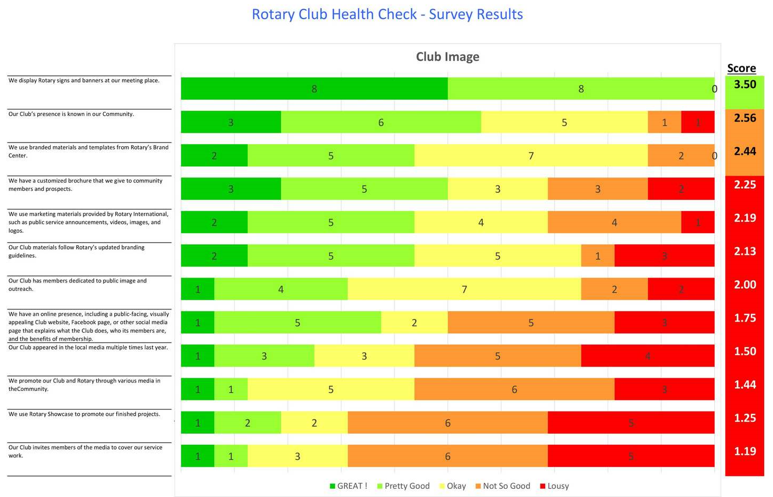 Rotary Club Health Check - Survey Results
Club Image
Score
We display Rotary signs and banners at our meeting place.
8 8 0
3.50
Our Club's presence is known in our Community.
3 6 5 1 1
2.56
We use branded materials and templates from Rotary's Brand
Center.
2 5 7 2 0
2.44
We have a customized brochure that we give to community
members and prospects.
3 5 3 3 2
2.25
We use marketing materials provided by Rotary International,
such as public service announcements, videos, images, and
logos.
2 5 4 4 1
2.19
Our Club materials follow Rotary's updated branding
guidelines.
2 5 5 1 3
2.13
Our Club has members dedicated to public image and
outreach.
1 4 7 2 2
2.00
We have an online presence, including a public-facing, visually
appealing Club website, Facebook page, or other social media
page that explains what the Club does, who its members are,
and the benefits of membership.
1 5 2 5 3
1.75
Our Club appeared in the local media multiple times last year.
1 3 3 5 4
1.50
We promote our Club and Rotary through various media in
theCommunity.
1 1 5 6 3
1.44
We use Rotary Showcase to promote our finished projects.
1 2 2 6 5
1.25
Our Club invites members of the media to cover our service
work.
1 1 3 6 5
1.19
GREAT ! Pretty Good Okay Not So Good Lousy